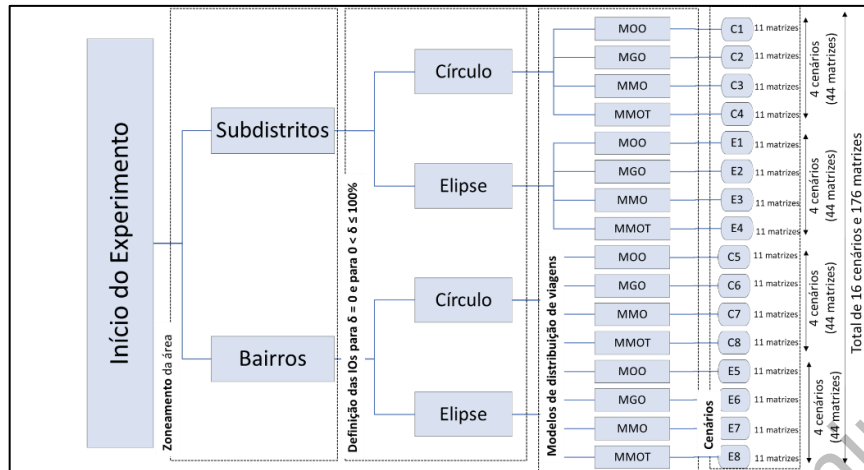 Início do Experimento
Zoneamento da área
Subdistritos
Bairros
Definição das IOs para δ = 0 e para 0 < δ ≤ 100%
Círculo
Elipse
Círculo
Elipse
Modelos de distribuição de viagens
MOO
MGO
MMO
MMOT
MOO
MGO
MMO
MMOT
MOO
MGO
MMO
MMOT
MOO
MGO
MMO
MMOT
Cenários
C1 11 matrizes
C2 11 matrizes
C3 11 matrizes
C4 11 matrizes
E1 11 matrizes
E2 11 matrizes
E3 11 matrizes
E4 11 matrizes
C5 11 matrizes
C6 11 matrizes
C7 11 matrizes
C8 11 matrizes
E5 11 matrizes
E6 11 matrizes
E7 11 matrizes
E8 11 matrizes
4 cenários
(44 matrizes)
4 cenários
(44 matrizes)
4 cenários
(44 matrizes)
4 cenários
(44 matrizes)
Total de 16 cenários e 176 matrizes